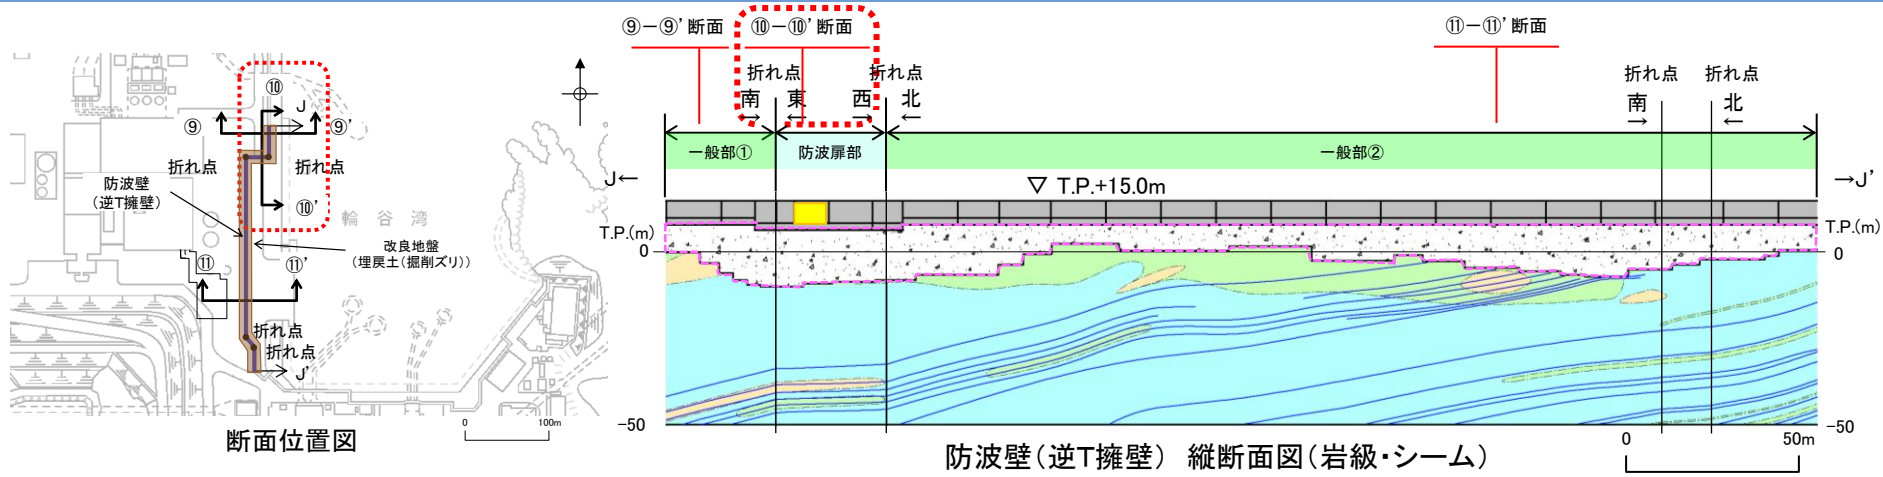 ⑩
J
⑨
⑨'
折れ点
折れ点
防波壁
(逆T擁壁)
⑩'
輪谷湾
改良地盤
(埋戻土(掘削ズリ))
⑪
⑪'
折れ点
折れ点
J'
0
100m
断面位置図
⑨-⑨'断面
⑩-⑩'断面
⑪-⑪'断面
折れ点
折れ点
折れ点
折れ点
南
東
西
北
南
北
一般部①
防波扉部
一般部②
J←
▽ T.P.+15.0m
→J'
T.P.(m)
T.P.(m)
0
0
-50
-50
0
50m
防波壁(逆T擁壁) 縦断面図(岩級・シーム)